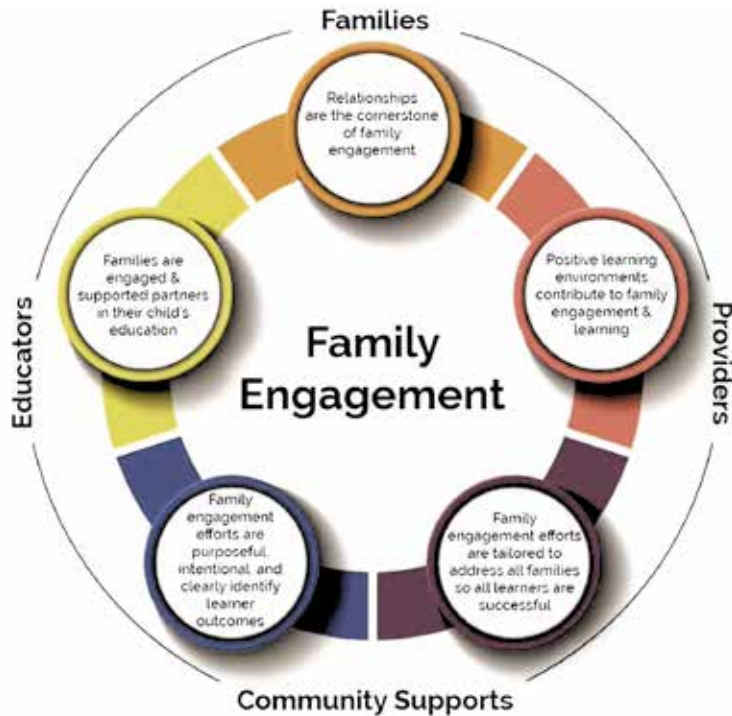 Families
Relationships
are the cornerstone
of family
engagement
Families are
engaged &
supported partners
in their child's
education
Positive learning
environments
contribute to family
engagement &
learning
Educators
Providers
Family
Engagement
Family
engagement
efforts are
purposeful,
intentional, and
clearly identify
learner
outcomes
Family
engagement efforts
are tailored to
address all families
so all learners are
successful
Community Supports